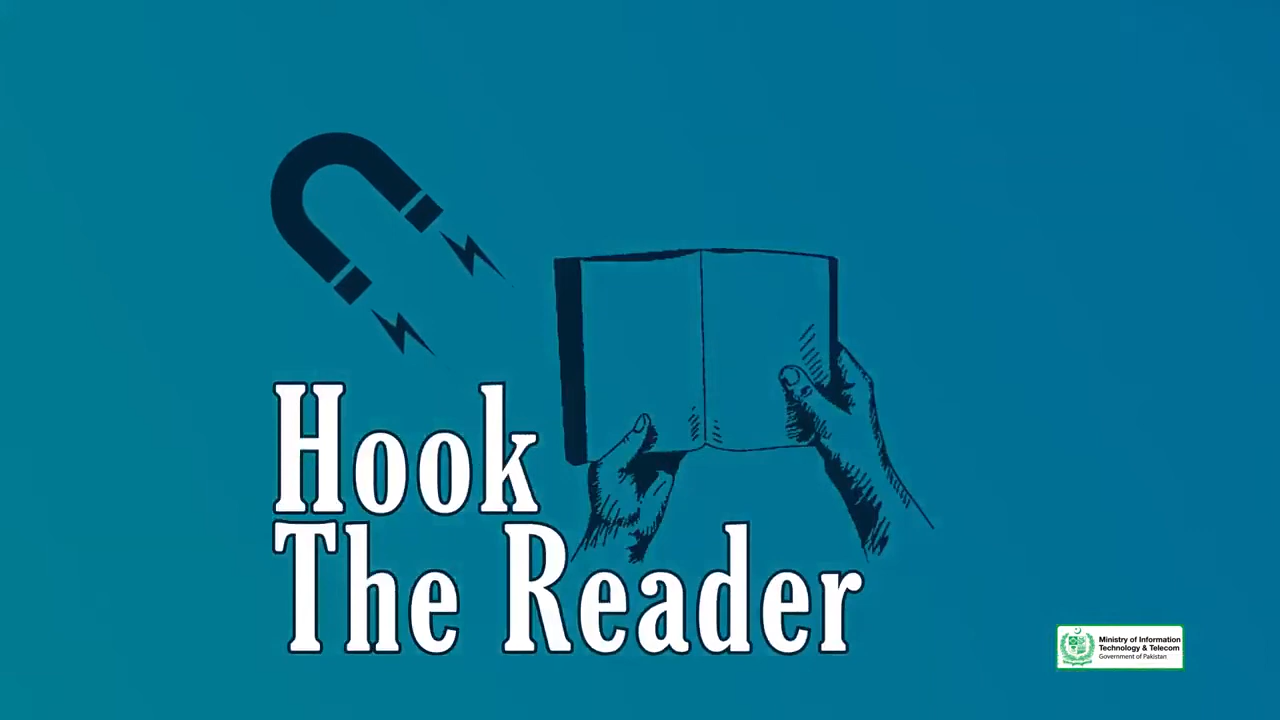 Hook
The Reader
Ministry of Information
Technology & Telecom
Government of Pakistan